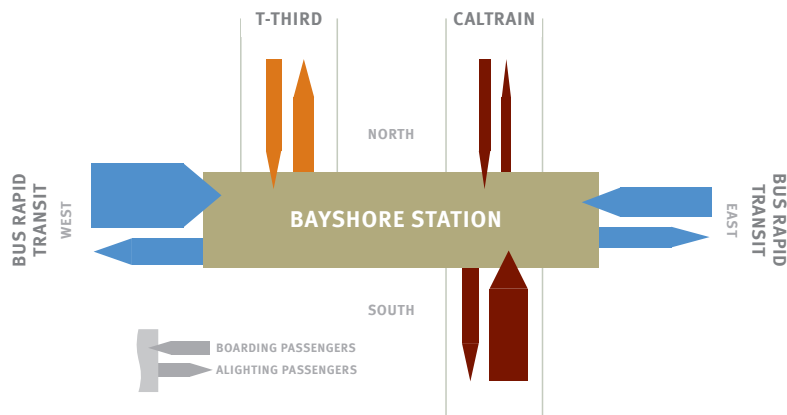 T-THIRD
CALTRAIN
NORTH
BUS RAPID
TRANSIT
WEST
BAYSHORE STATION
EAST
BUS RAPID
TRANSIT
SOUTH
BOARDING PASSENGERS
ALIGHTING PASSENGERS